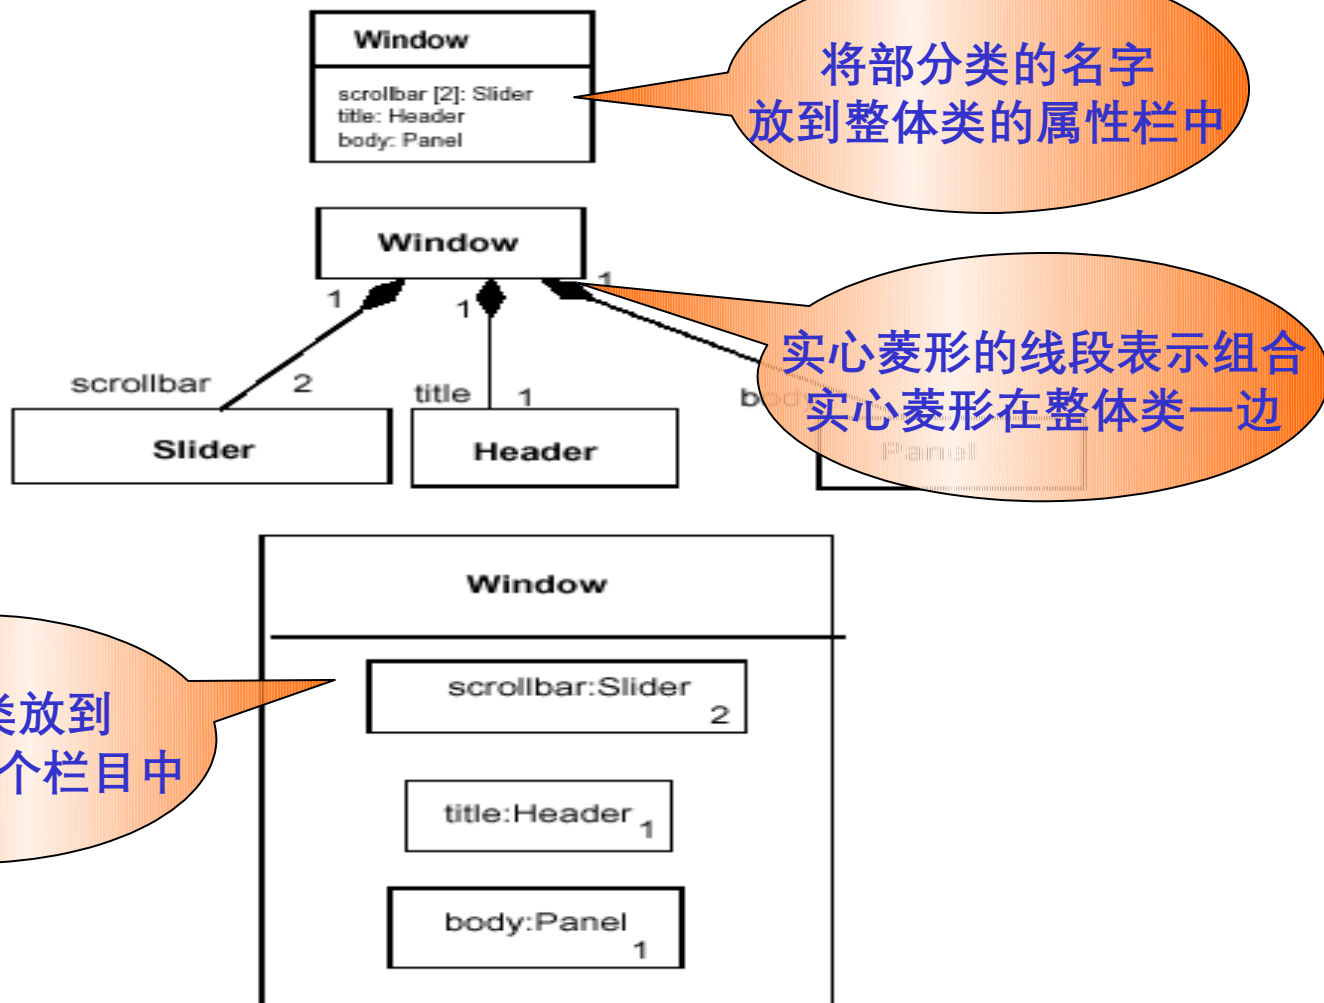 Window
scrollbar [2]: Slider
title: Header
body: Panel
将部分类的名字
放到整体类的属性栏中
Window
1
1
1
实心菱形的线段表示组合
实心菱形在整体类一边
scrollbar
2
title
1
body
Slider
Header
Panel
Window
类放到
个栏目中
scrollbar:Slider
2
title:Header
1
body:Panel
1